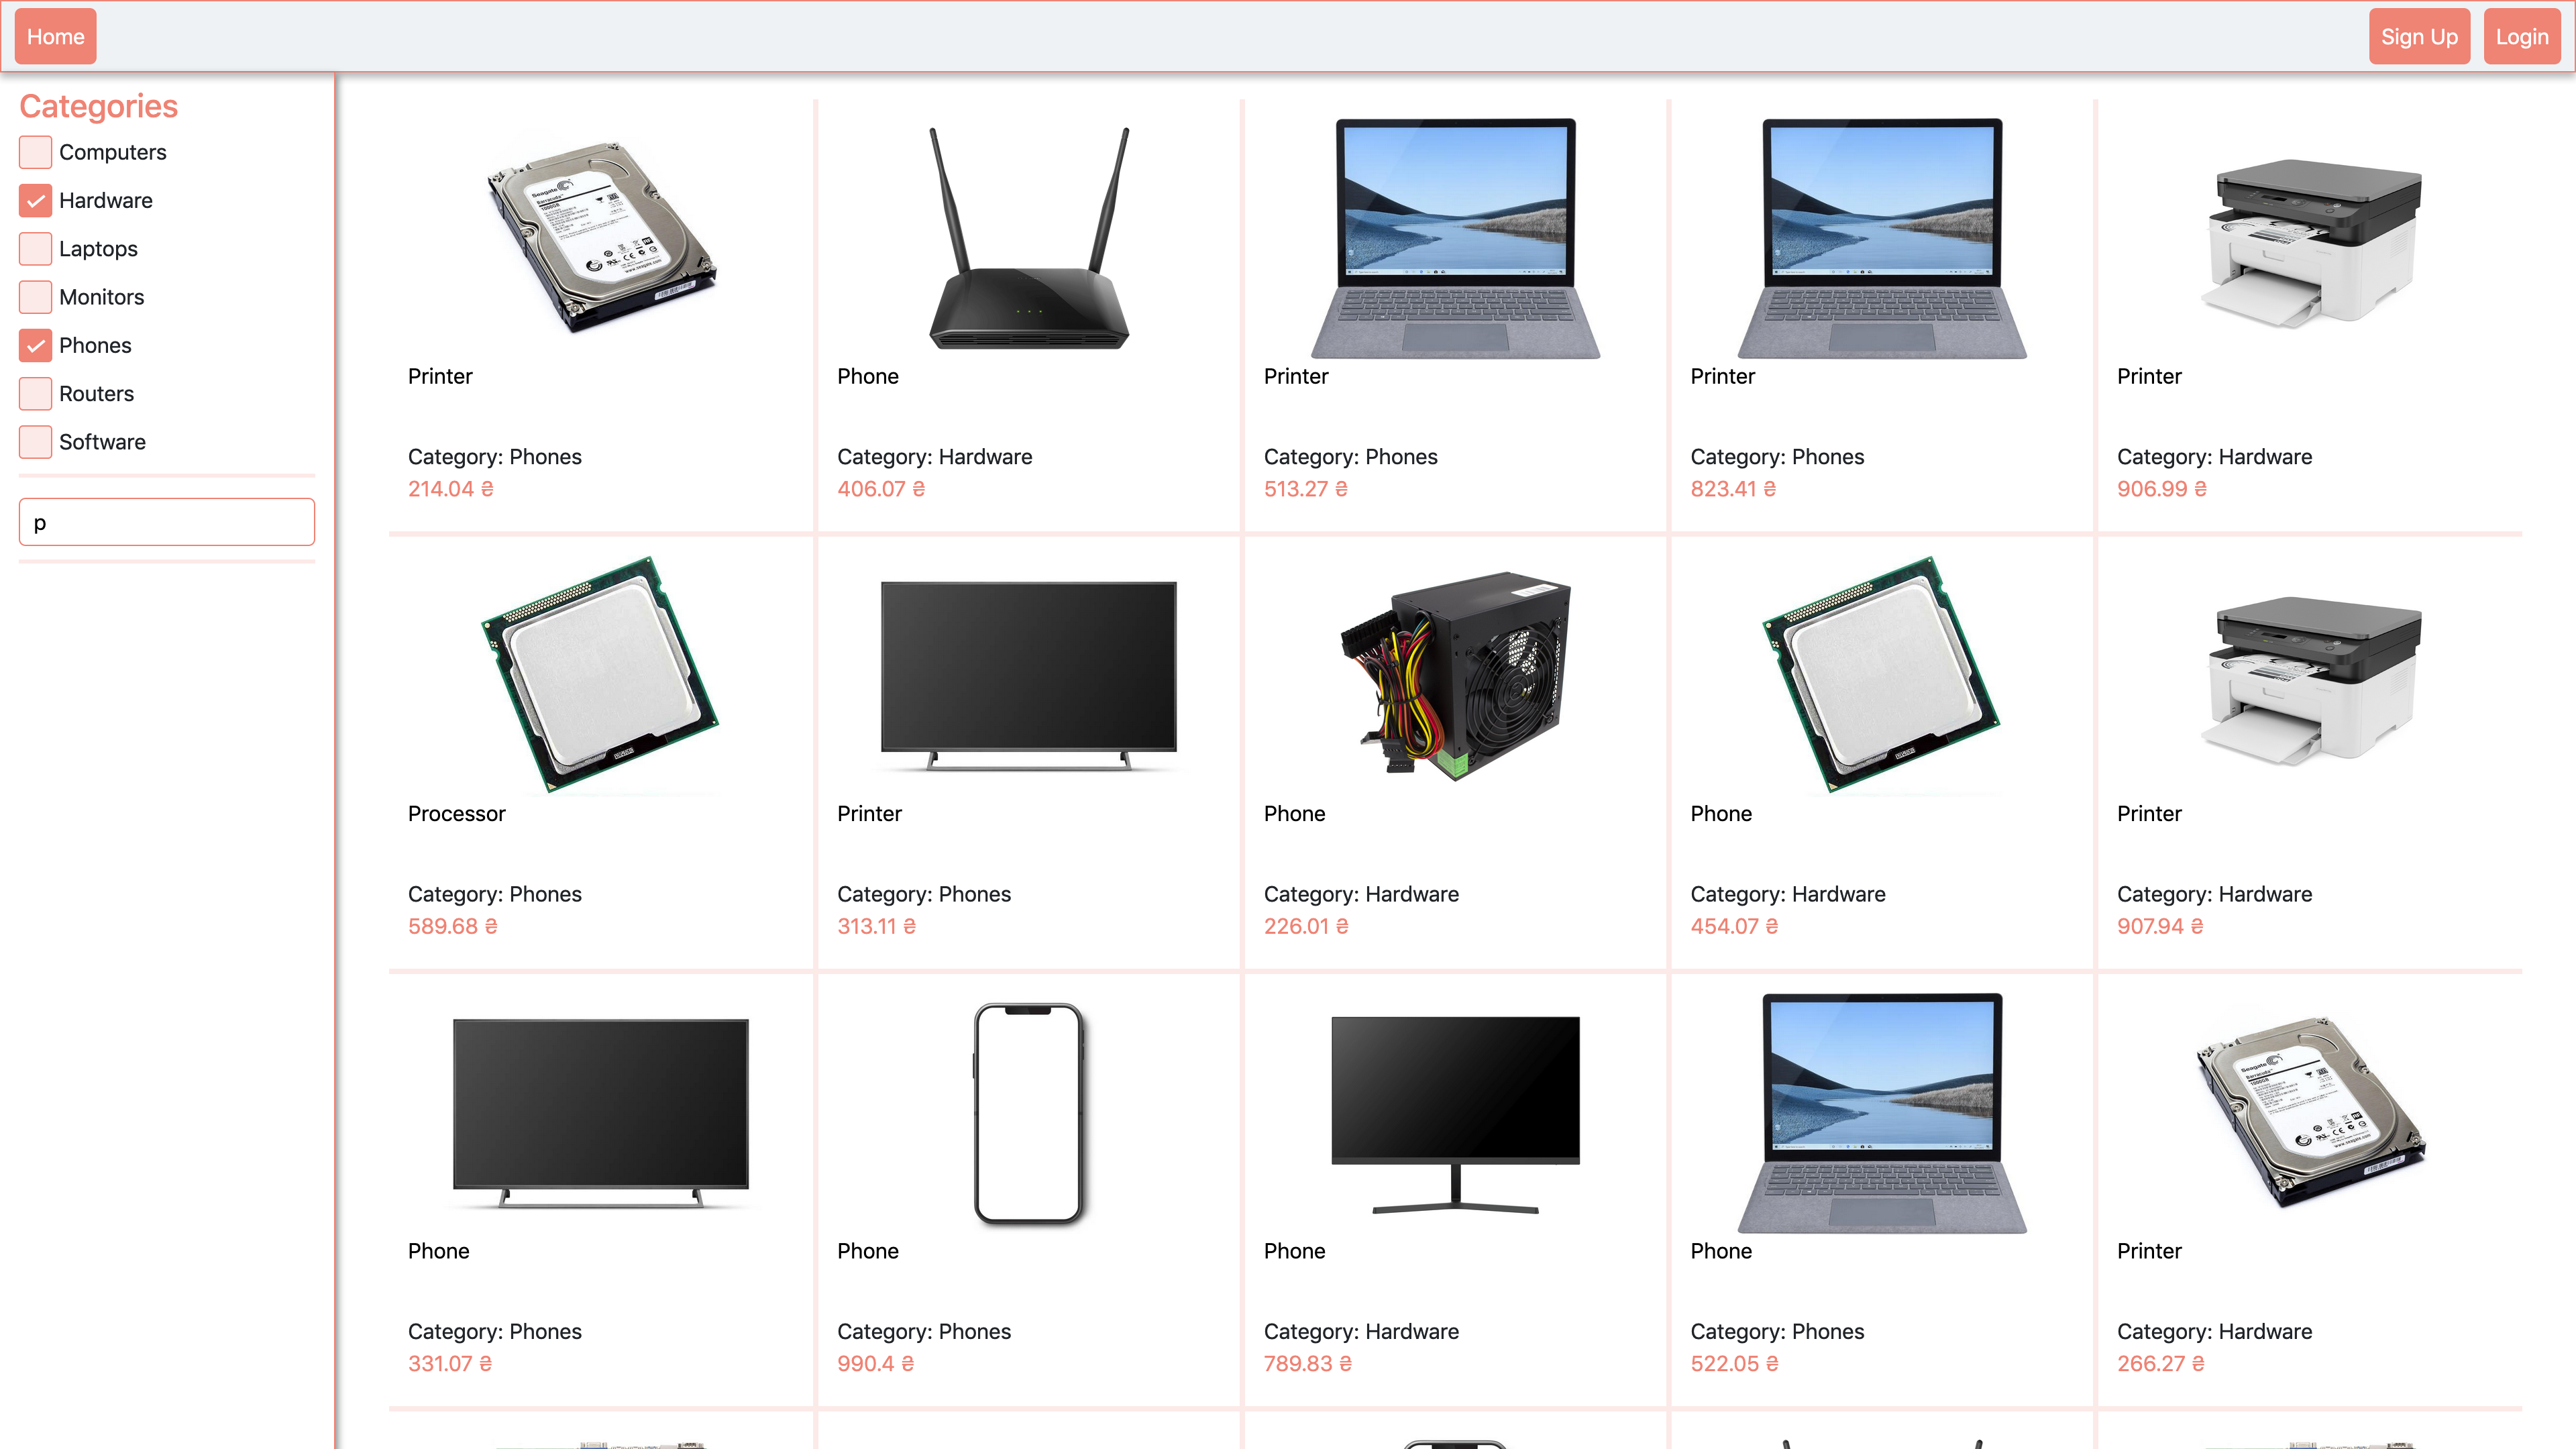 Home
Sign Up
Login
Categories
Computers
Hardware
Laptops
Monitors
Phones
Routers
Software
p
Printer
Category: Phones
214.04 ₴
Phone
Category: Hardware
406.07 ₴
Printer
Category: Phones
513.27 ₴
Printer
Category: Phones
823.41 ₴
Printer
Category: Hardware
906.99 ₴
Processor
Category: Phones
589.68 ₴
Printer
Category: Phones
313.11 ₴
Phone
Category: Hardware
226.01 ₴
Phone
Category: Hardware
454.07 ₴
Printer
Category: Hardware
907.94 ₴
Phone
Category: Phones
331.07 ₴
Phone
Category: Phones
990.4 ₴
Phone
Category: Hardware
789.83 ₴
Phone
Category: Phones
522.05 ₴
Printer
Category: Hardware
266.27 ₴